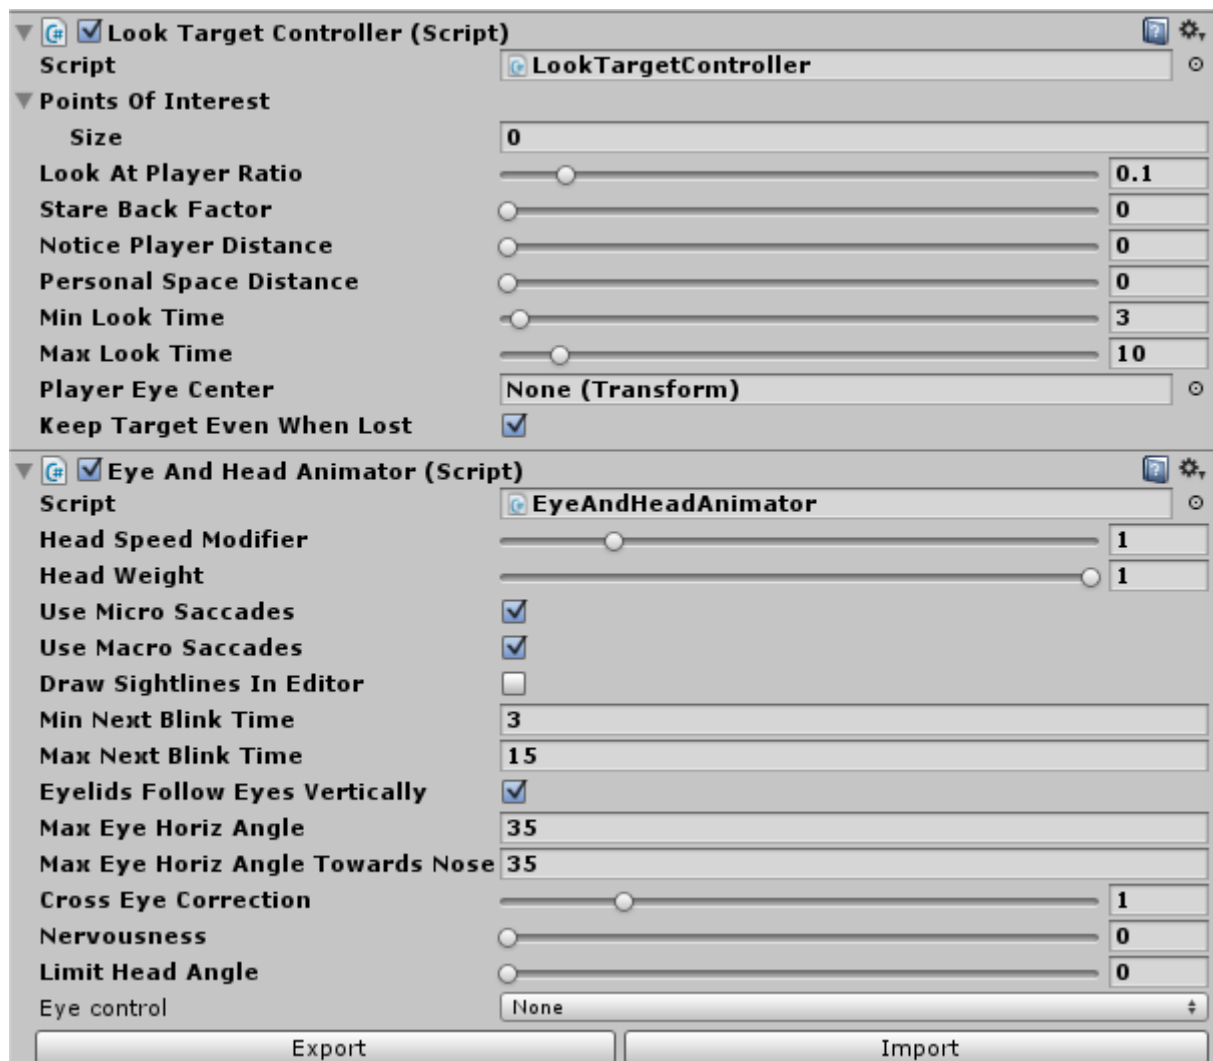 Look Target Controller (Script)
Script LookTargetController
Points Of Interest
Size 0
Look At Player Ratio 0.1
Stare Back Factor 0
Notice Player Distance 0
Personal Space Distance 0
Min Look Time 3
Max Look Time 10
Player Eye Center None (Transform)
Keep Target Even When Lost
Eye And Head Animator (Script)
Script EyeAndHeadAnimator
Head Speed Modifier 1
Head Weight 1
Use Micro Saccades
Use Macro Saccades
Draw Sightlines In Editor
Min Next Blink Time 3
Max Next Blink Time 15
Eyelids Follow Eyes Vertically
Max Eye Horiz Angle 35
Max Eye Horiz Angle Towards Nose 35
Cross Eye Correction 1
Nervousness 0
Limit Head Angle 0
Eye control None
Export Import